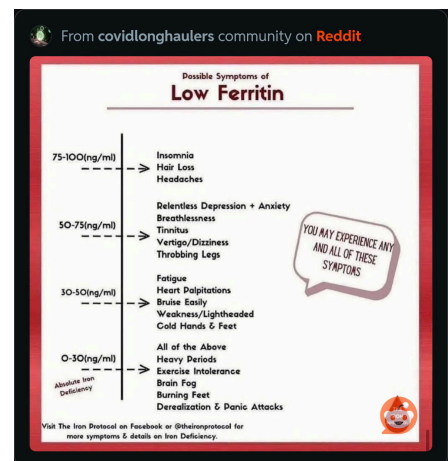 From covidlonghaulers community on Reddit
Possible Symptoms of
Low Ferritin
75-100(ng/ml)
Insomnia
Hair Loss
Headaches
50-75(ng/ml)
Relentless Depression + Anxiety
Breathlessness
Tinnitus
Vertigo/Dizziness
Throbbing Legs
YOU MAY EXPERIENCE ANY
AND ALL OF THESE
SYMPTOMS
30-50(ng/ml)
Fatigue
Heart Palpitations
Bruise Easily
Weakness/Lightheaded
Cold Hands & Feet
0-30(ng/ml)
Absolute Iron
Deficiency
All of the Above
Heavy Periods
Exercise Intolerance
Brain Fog
Burning Feet
Derealization & Panic Attacks
Visit The Iron Protocol on Facebook or @theironprotocol for
more symptoms & details on Iron Deficiency.